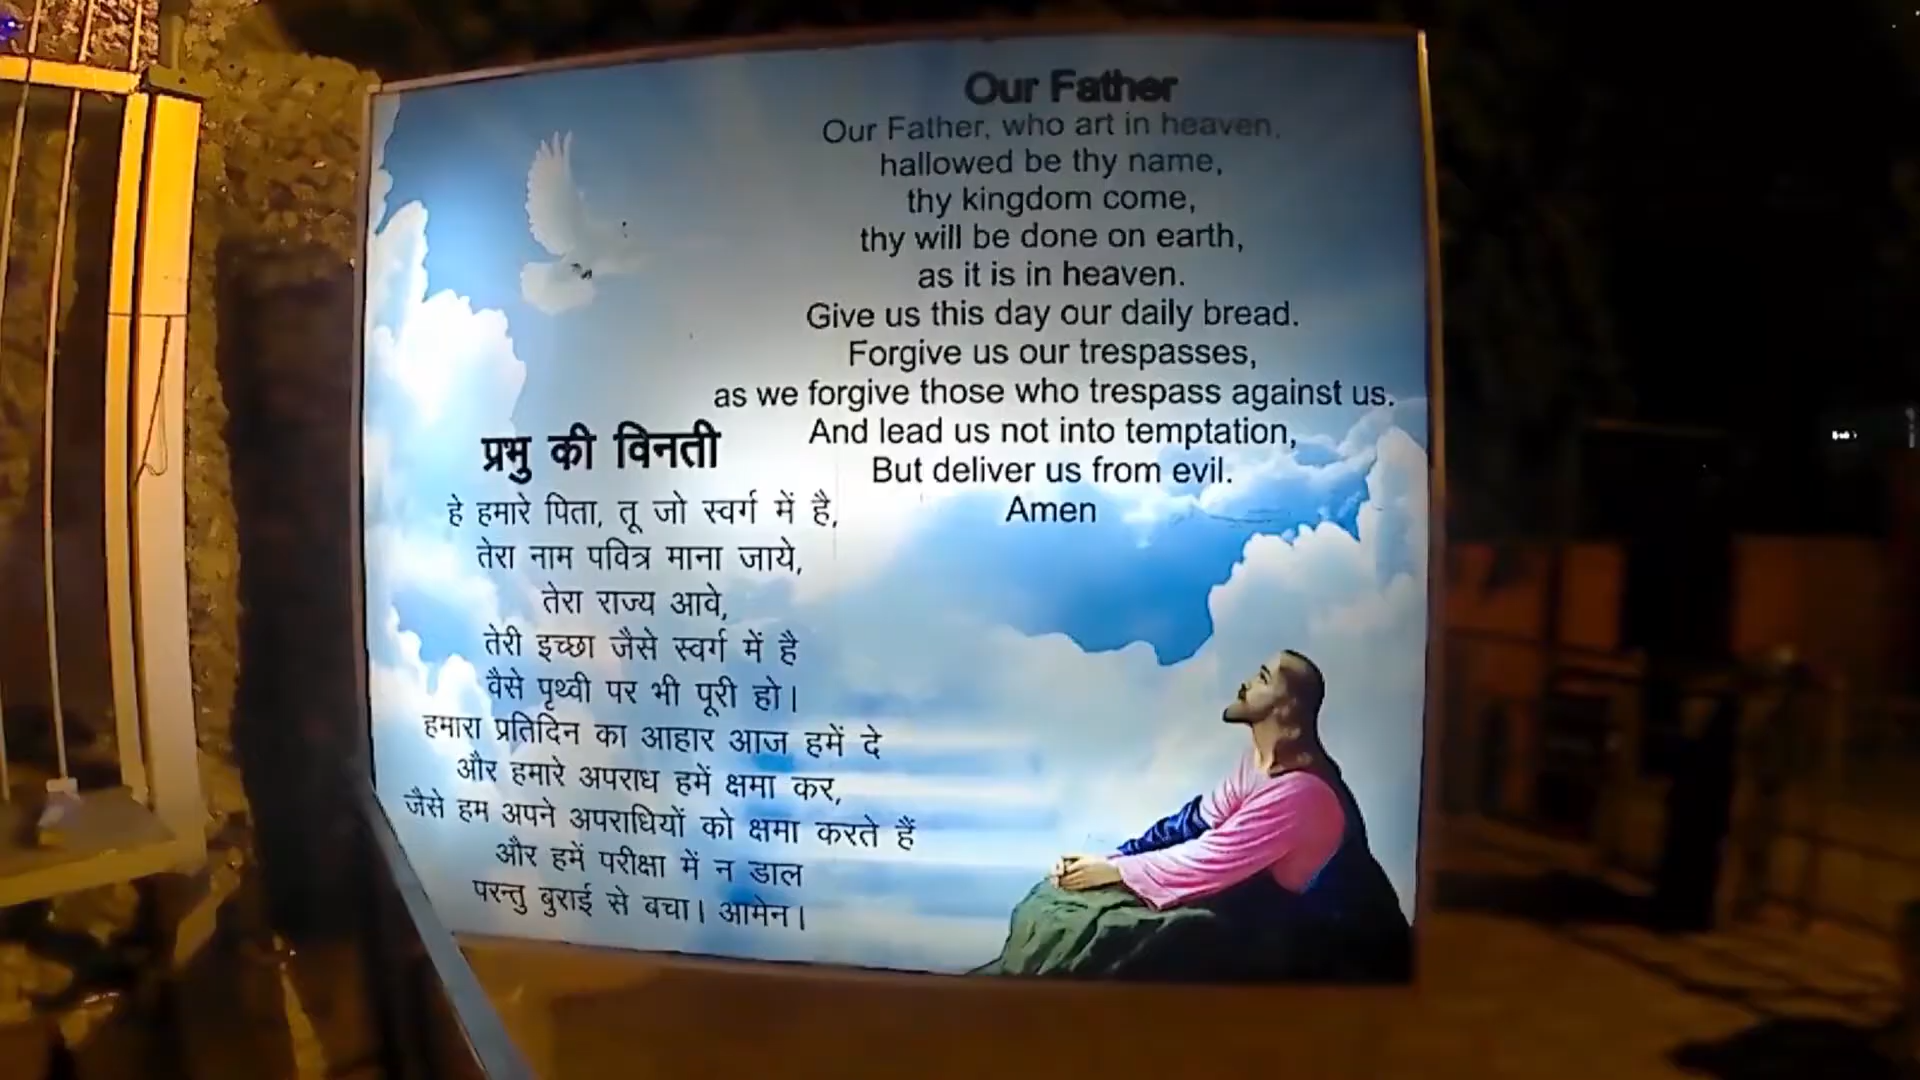 Our Father
Our Father, who art in heaven,
hallowed be thy name,
thy kingdom come,
thy will be done on earth,
as it is in heaven.
Give us this day our daily bread.
Forgive us our trespasses,
as we forgive those who trespass against us.
And lead us not into temptation,
But deliver us from evil.
Amen
प्रभु की विनती
हे हमारे पिता, तू जो स्वर्ग में है,
तेरा नाम पवित्र माना जाये,
तेरा राज्य आवे,
तेरी इच्छा जैसे स्वर्ग में है
वैसे पृथ्वी पर भी पूरी हो।
हमारा प्रतिदिन का आहार आज हमें दे
और हमारे अपराध हमें क्षमा कर,
जैसे हम अपने अपराधियों को क्षमा करते हैं
और हमें परीक्षा में न डाल
परन्तु बुराई से बचा। आमेन।